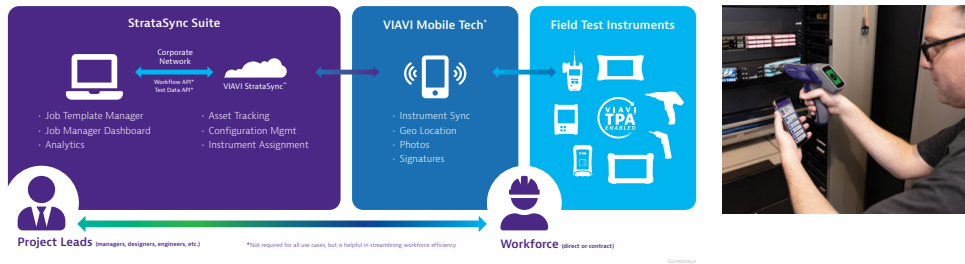 StrataSync Suite
Corporate
Network
Workflow API*
Test Data API*
VIAVI StrataSync™
· Job Template Manager
· Job Manager Dashboard
· Analytics
· Asset Tracking
· Configuration Mgmt
· Instrument Assignment
VIAVI Mobile Tech*
· Instrument Sync
· Geo Location
· Photos
· Signatures
Field Test Instruments
VIAVI
TPA
ENABLED
Project Leads (managers, designers, engineers, etc.)
*Not required for all use cases, but is helpful in streamlining workforce efficiency
Workforce (direct or contract)